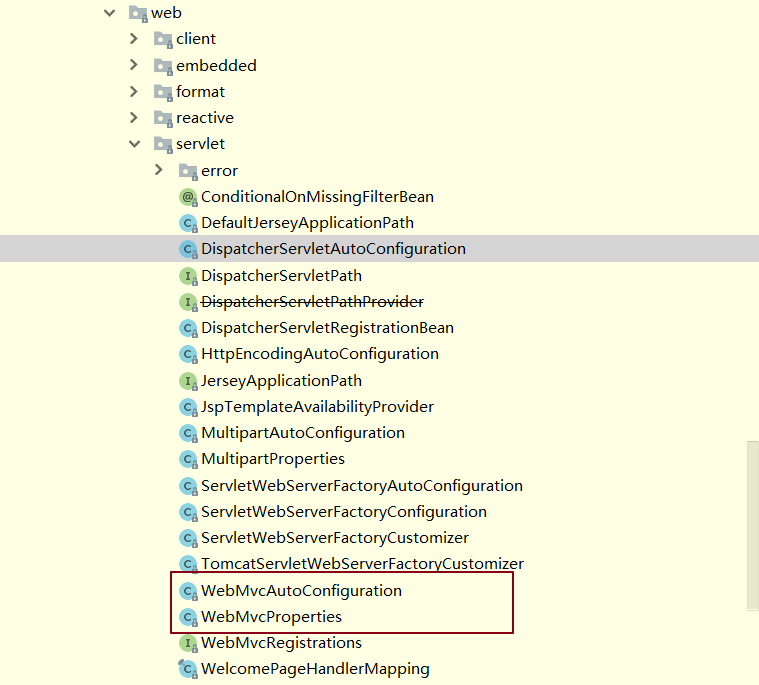 web
client
embedded
format
reactive
servlet
error
ConditionalOnMissingFilterBean
DefaultJerseyApplicationPath
DispatcherServletAutoConfiguration
DispatcherServletPath
DispatcherServletPathProvider
DispatcherServletRegistrationBean
HttpEncodingAutoConfiguration
JerseyApplicationPath
JspTemplateAvailabilityProvider
MultipartAutoConfiguration
MultipartProperties
ServletWebServerFactoryAutoConfiguration
ServletWebServerFactoryConfiguration
ServletWebServerFactoryCustomizer
TomcatServletWebServerFactoryCustomizer
WebMvcAutoConfiguration
WebMvcProperties
WebMvcRegistrations
WelcomePageHandlerMapping